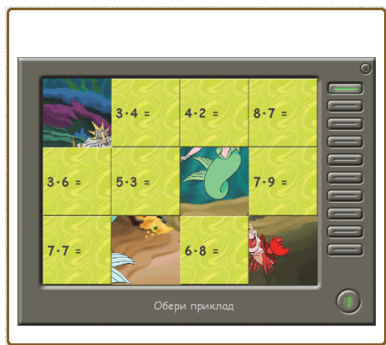 3·4 = 4·2 = 8·7 =
3·6 = 5·3 = 7·9 =
7·7 = 6·8 =
Обери приклад